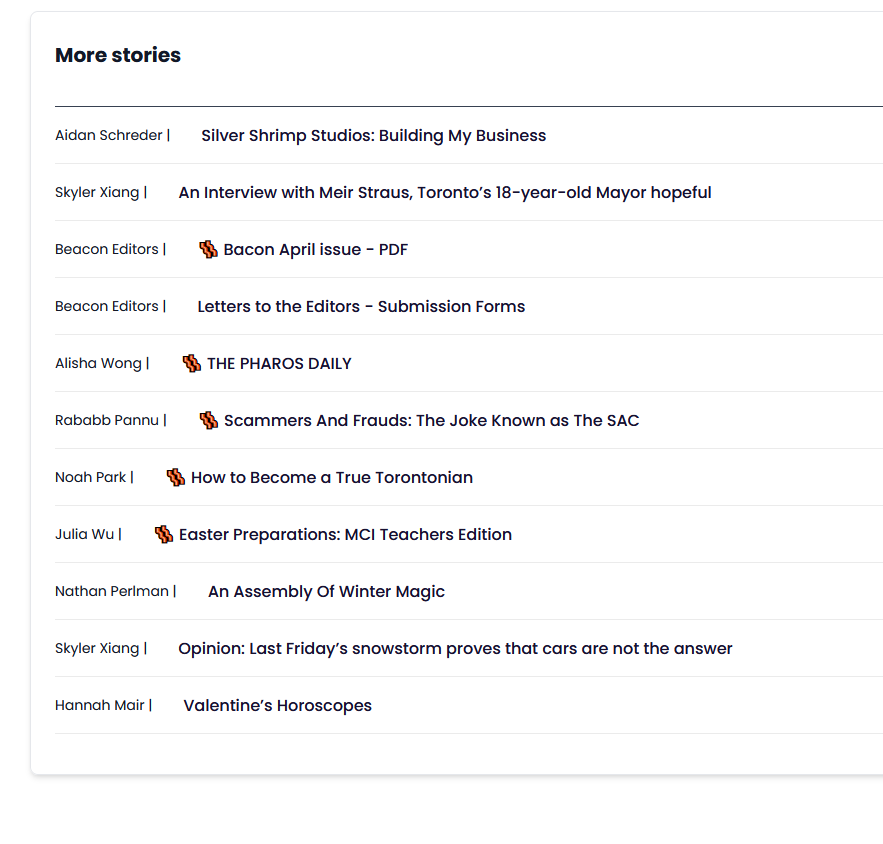 More stories
Aidan Schreder | Silver Shrimp Studios: Building My Business
Skyler Xiang | An Interview with Meir Straus, Toronto’s 18-year-old Mayor hopeful
Beacon Editors | 🥓 Bacon April issue - PDF
Beacon Editors | Letters to the Editors - Submission Forms
Alisha Wong | 🥓 THE PHAROS DAILY
Rababb Pannu | 🥓 Scammers And Frauds: The Joke Known as The SAC
Noah Park | 🥓 How to Become a True Torontonian
Julia Wu | 🥓 Easter Preparations: MCI Teachers Edition
Nathan Perlman | An Assembly Of Winter Magic
Skyler Xiang | Opinion: Last Friday’s snowstorm proves that cars are not the answer
Hannah Mair | Valentine’s Horoscopes